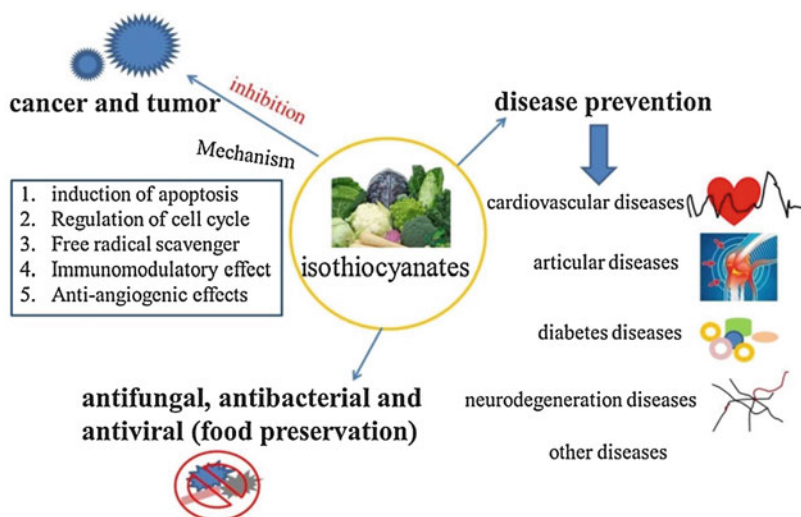 cancer and tumor
inhibition
Mechanism
1. induction of apoptosis
2. Regulation of cell cycle
3. Free radical scavenger
4. Immunomodulatory effect
5. Anti-angiogenic effects
isothiocyanates
disease prevention
cardiovascular diseases
articular diseases
diabetes diseases
neurodegeneration diseases
other diseases
antifungal, antibacterial and
antiviral (food preservation)